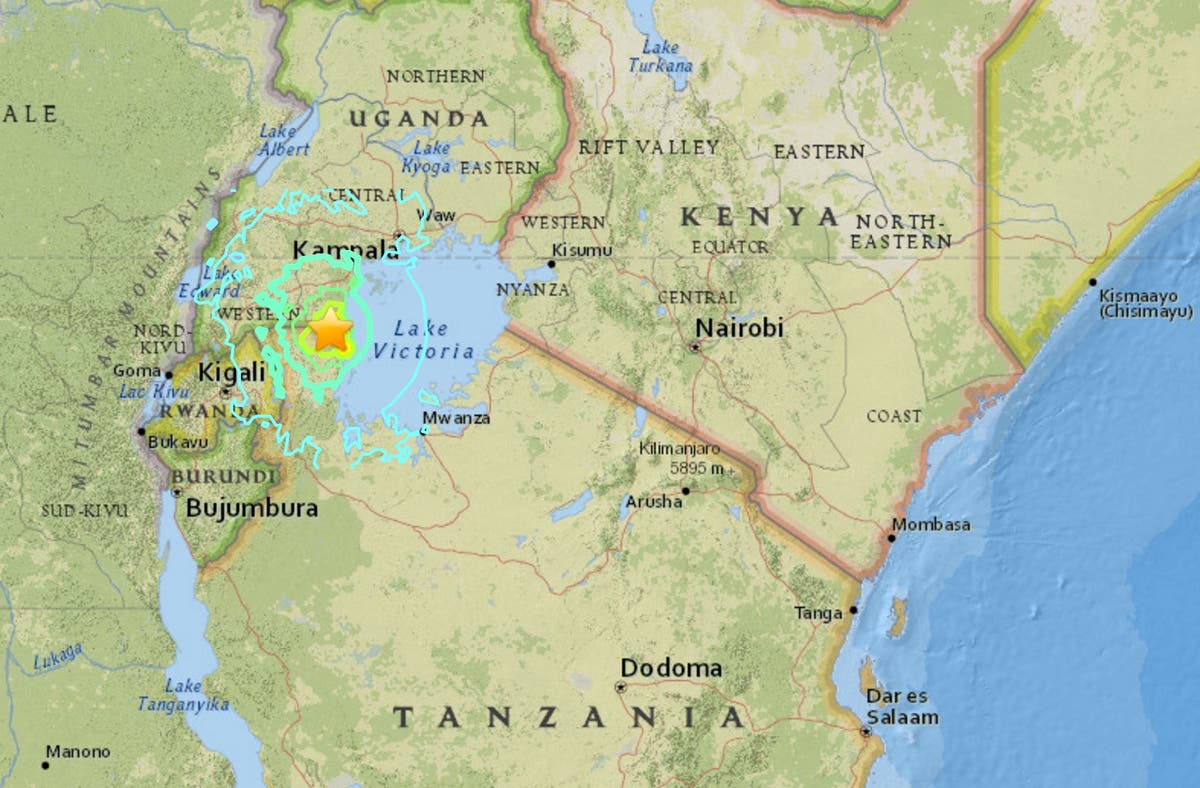 Lake
Turkana
NORTHERN
ALE
UGANDA
Lake
Albert
Lake
Kyoga
EASTERN
RIFT VALLEY
EASTERN
CENTRAL
Waw
WESTERN
KENYA
NORTH-
EASTERN
Kampala
Kisumu
EQUATOR
MITUMBAR MOUNTAINS
Lake
Edward
NYANZA
CENTRAL
Kismaayo
(Chisimayu)
WESTERN
Lake
Victoria
Nairobi
NORD-
KIVU
Goma
Kigali
Lac Kivu
RWANDA
Mwanza
COAST
Bukavu
Kilimanjaro
5895 m
BURUNDI
Arusha
SUD-KIVU
Bujumbura
Mombasa
Tanga
Lukaga
Dodoma
Lake
Tanganyika
Dar es
Salaam
TANZANIA
Manono